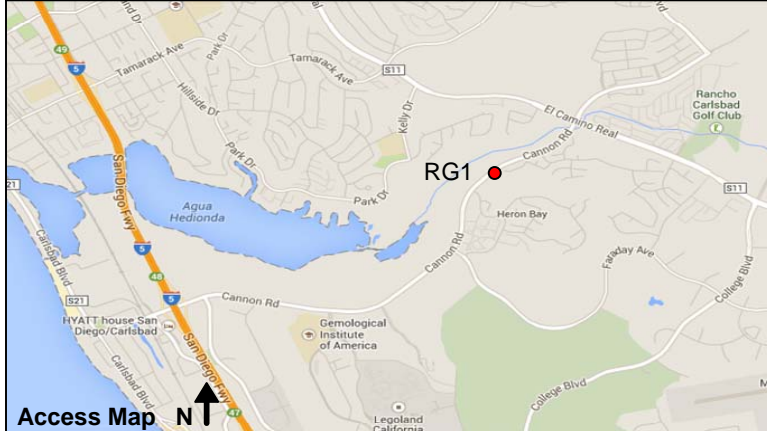 49
5
Tamarack Ave
Park Dr
Hillside Dr
Tamarack Ave
S11
Kelly Dr
El Camino Real
Rancho
Carlsbad
Golf Club
Cannon Rd
RG1
S11
Park Dr
Park Dr
San Diego Fwy
Agua
Hedionda
21
Heron Bay
Cannon Rd
Faraday Ave
College Blvd
Carlsbad Blvd
5
48
5
S21
Cannon Rd
HYATT house San
Diego/Carlsbad
Gemological
Institute
of America
San Diego Fwy
Carlsbad Blvd
College Blvd
Legoland
California
47
Access Map N